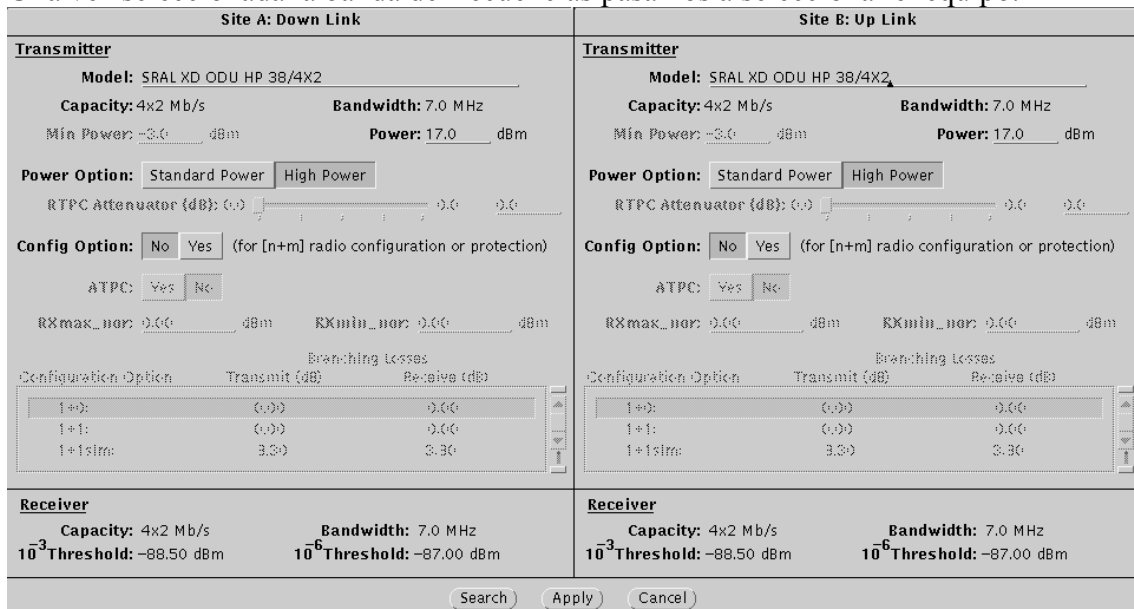 Site A: Down Link
Transmitter
Model: SRAL XD ODU HP 38/4X2
Capacity: 4x2 Mb/s Bandwidth: 7.0 MHz
Min Power: -3.0 dBm Power: 17.0 dBm
Power Option: Standard Power High Power
RTPC Attenuator (dB): 0.0 0.0 0.0
Config Option: No Yes (for [n+m] radio configuration or protection)
ATPC: Yes No
RXmax_nor: 0.00 dBm RXmin_nor: 0.00 dBm
Branching Losses
Configuration Option Transmit (dB) Receive (dB)
1+0: 0.00 0.00
1+1: 0.00 0.00
1+1sim: 3.30 3.30
Receiver
Capacity: 4x2 Mb/s Bandwidth: 7.0 MHz
10-3 Threshold: -88.50 dBm 10-6 Threshold: -87.00 dBm
Site B: Up Link
Transmitter
Model: SRAL XD ODU HP 38/4X2
Capacity: 4x2 Mb/s Bandwidth: 7.0 MHz
Min Power: -3.0 dBm Power: 17.0 dBm
Power Option: Standard Power High Power
RTPC Attenuator (dB): 0.0 0.0 0.0
Config Option: No Yes (for [n+m] radio configuration or protection)
ATPC: Yes No
RXmax_nor: 0.00 dBm RXmin_nor: 0.00 dBm
Branching Losses
Configuration Option Transmit (dB) Receive (dB)
1+0: 0.00 0.00
1+1: 0.00 0.00
1+1sim: 3.30 3.30
Receiver
Capacity: 4x2 Mb/s Bandwidth: 7.0 MHz
10-3 Threshold: -88.50 dBm 10-6 Threshold: -87.00 dBm
Search Apply Cancel